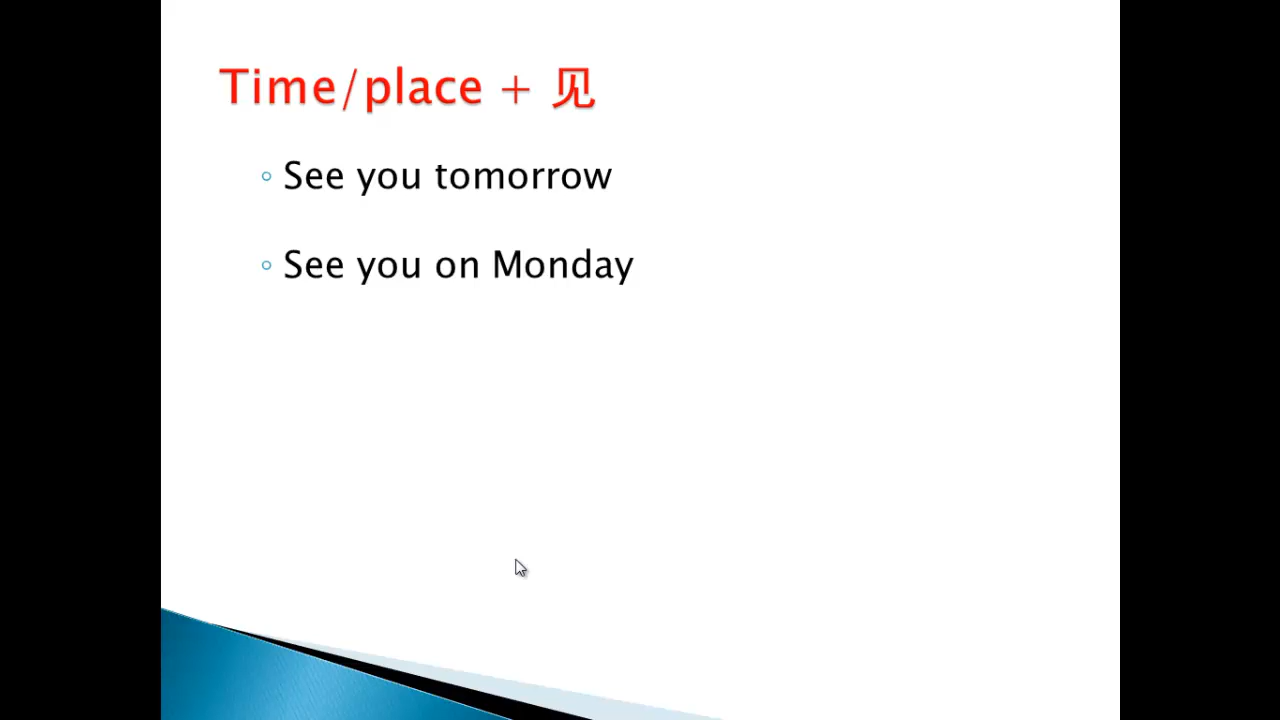 Time/place + 见
◦ See you tomorrow
◦ See you on Monday